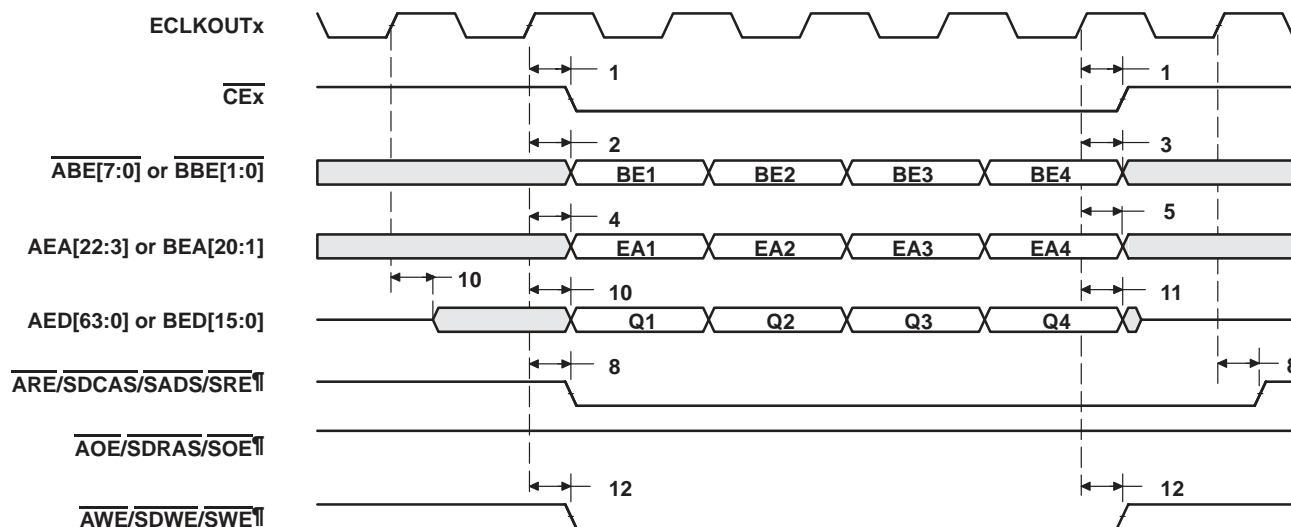 ECLKOUTx
1 1
CEx
2 3
ABE[7:0] or BBE[1:0] BE1 BE2 BE3 BE4
4 5
AEA[22:3] or BEA[20:1] EA1 EA2 EA3 EA4
10 10 11
AED[63:0] or BED[15:0] Q1 Q2 Q3 Q4
8 8
ARE/SDCAS/SADS/SRE¶
AOE/SDRAS/SOE¶
12 12
AWE/SDWE/SWE¶